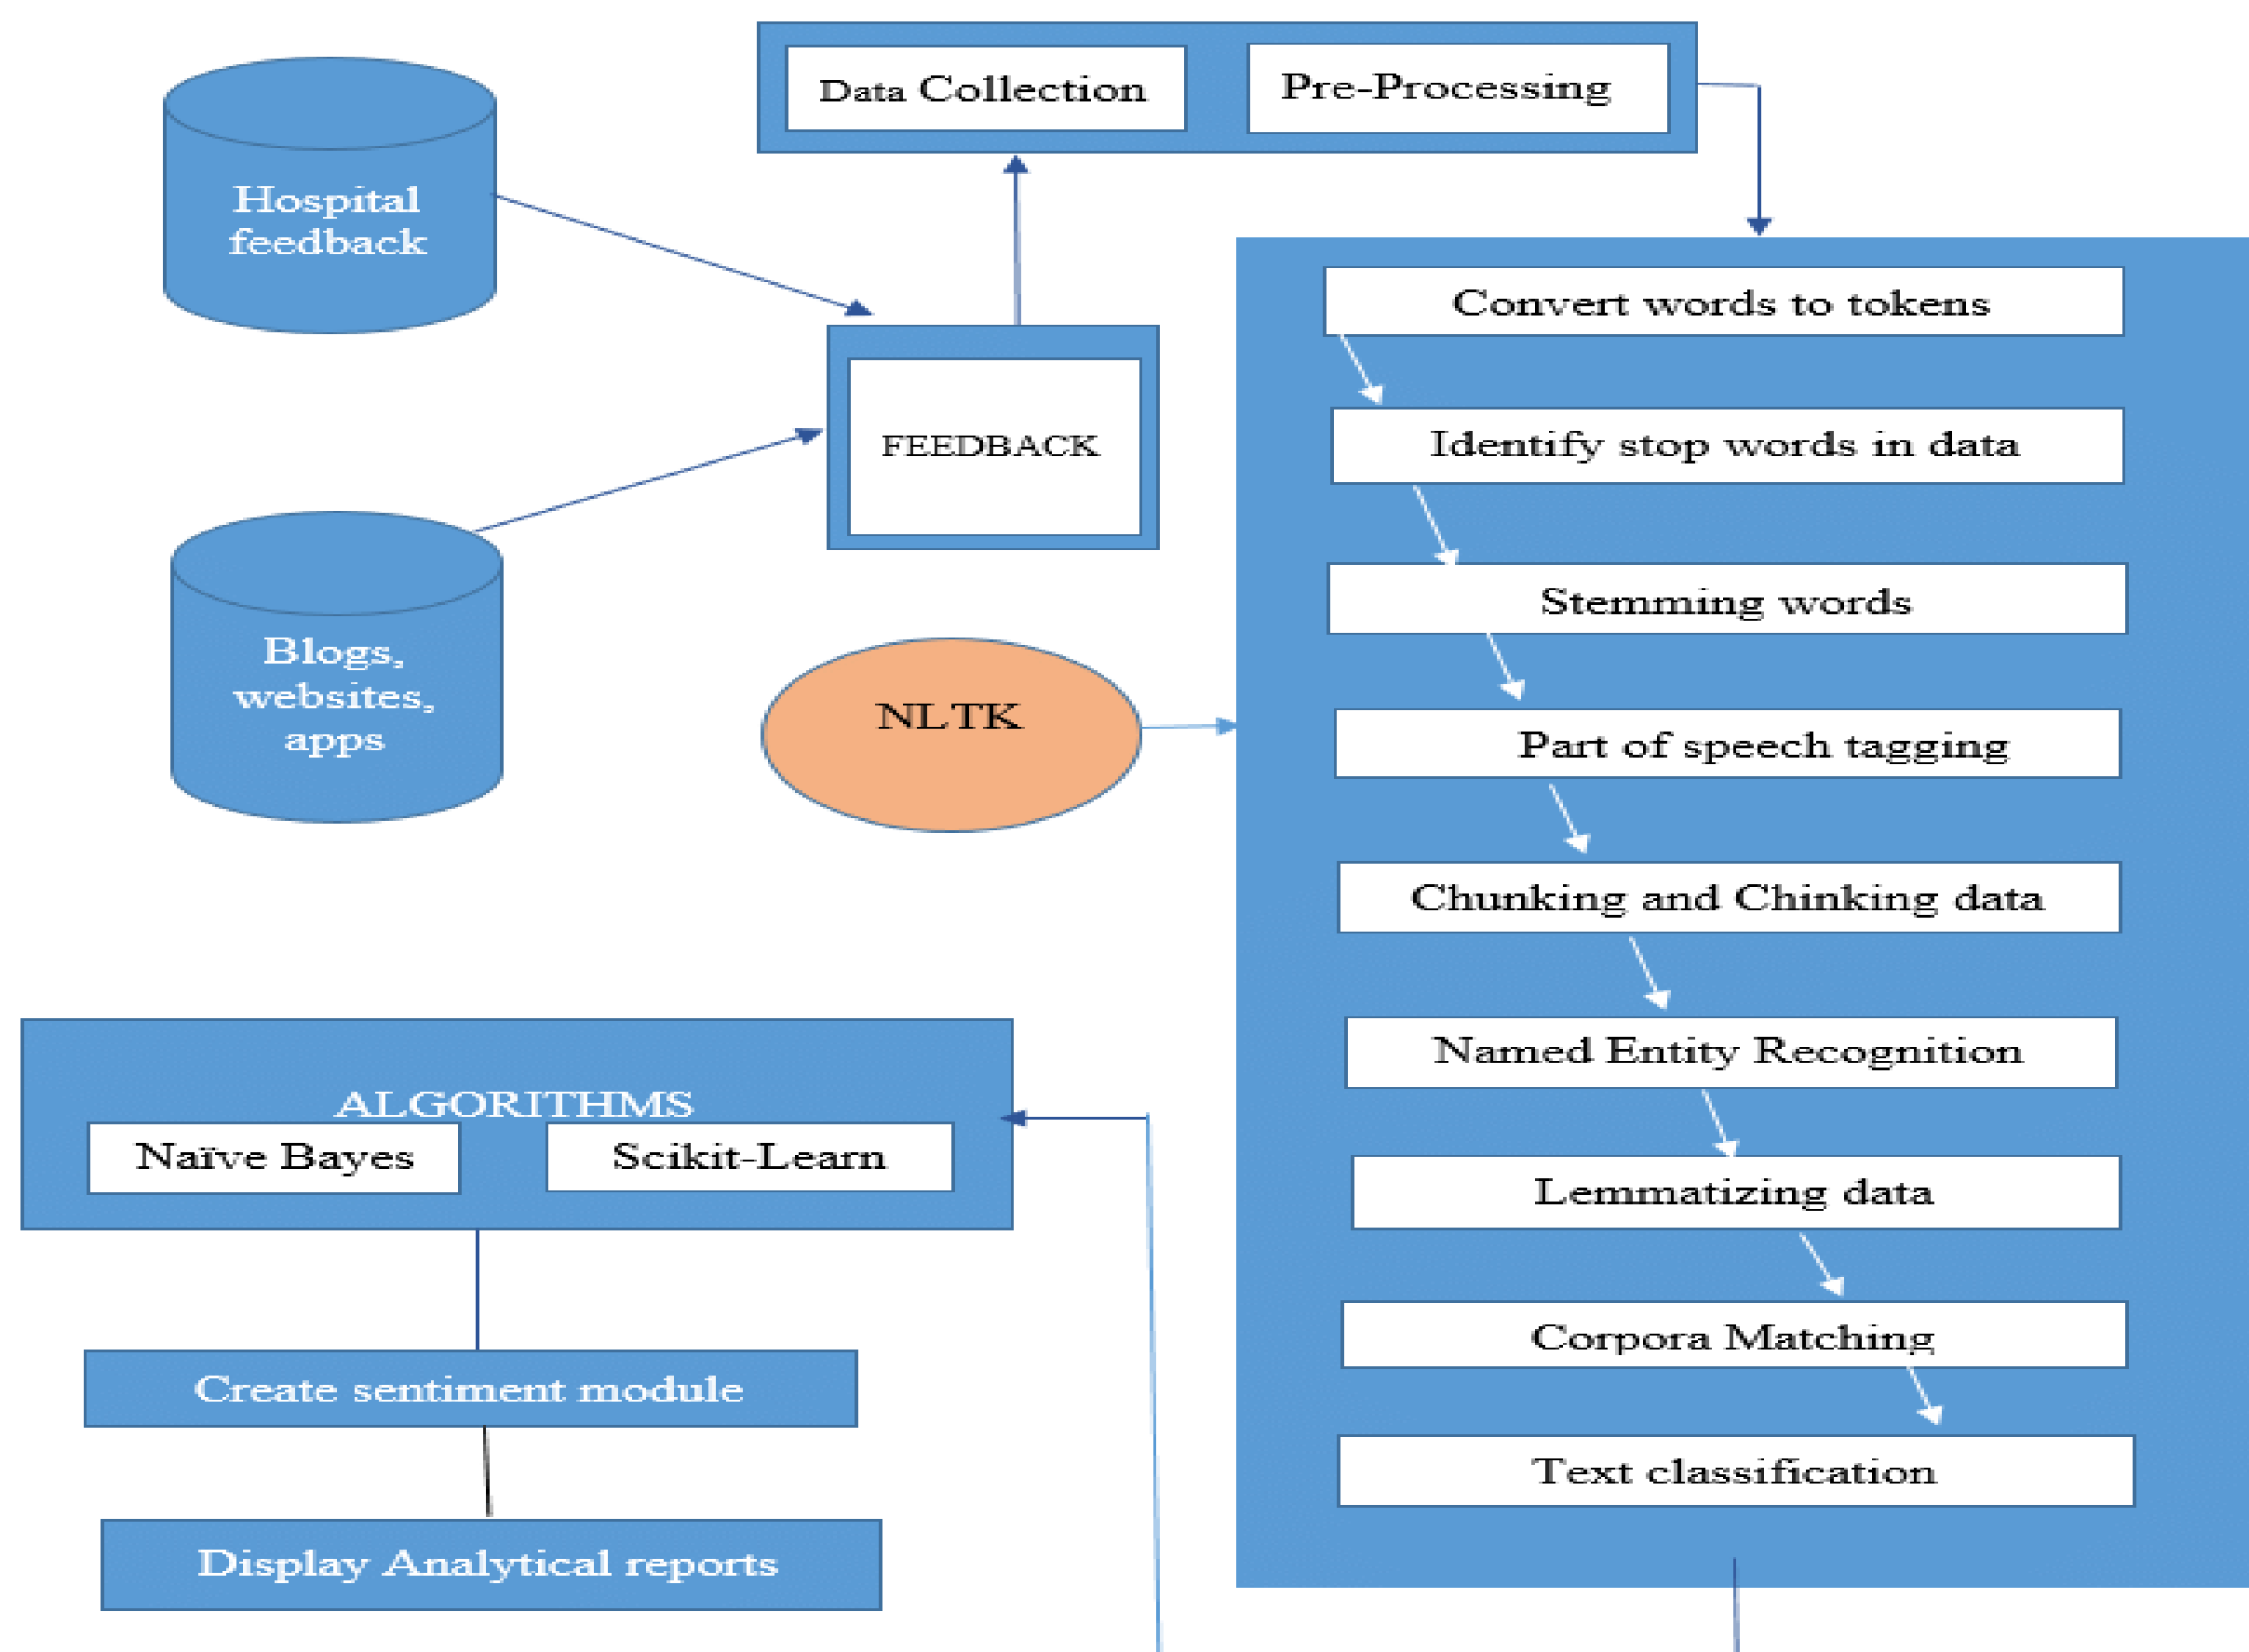 Data Collection
Pre-Processing
Hospital
feedback
FEEDBACK
Blogs,
websites,
apps
NLTK
Convert words to tokens
Identify stop words in data
Stemming words
Part of speech tagging
Chunking and Chinking data
Named Entity Recognition
Lemmatizing data
Corpora Matching
Text classification
ALGORITHMS
Naïve Bayes
Scikit-Learn
Create sentiment module
Display Analytical reports